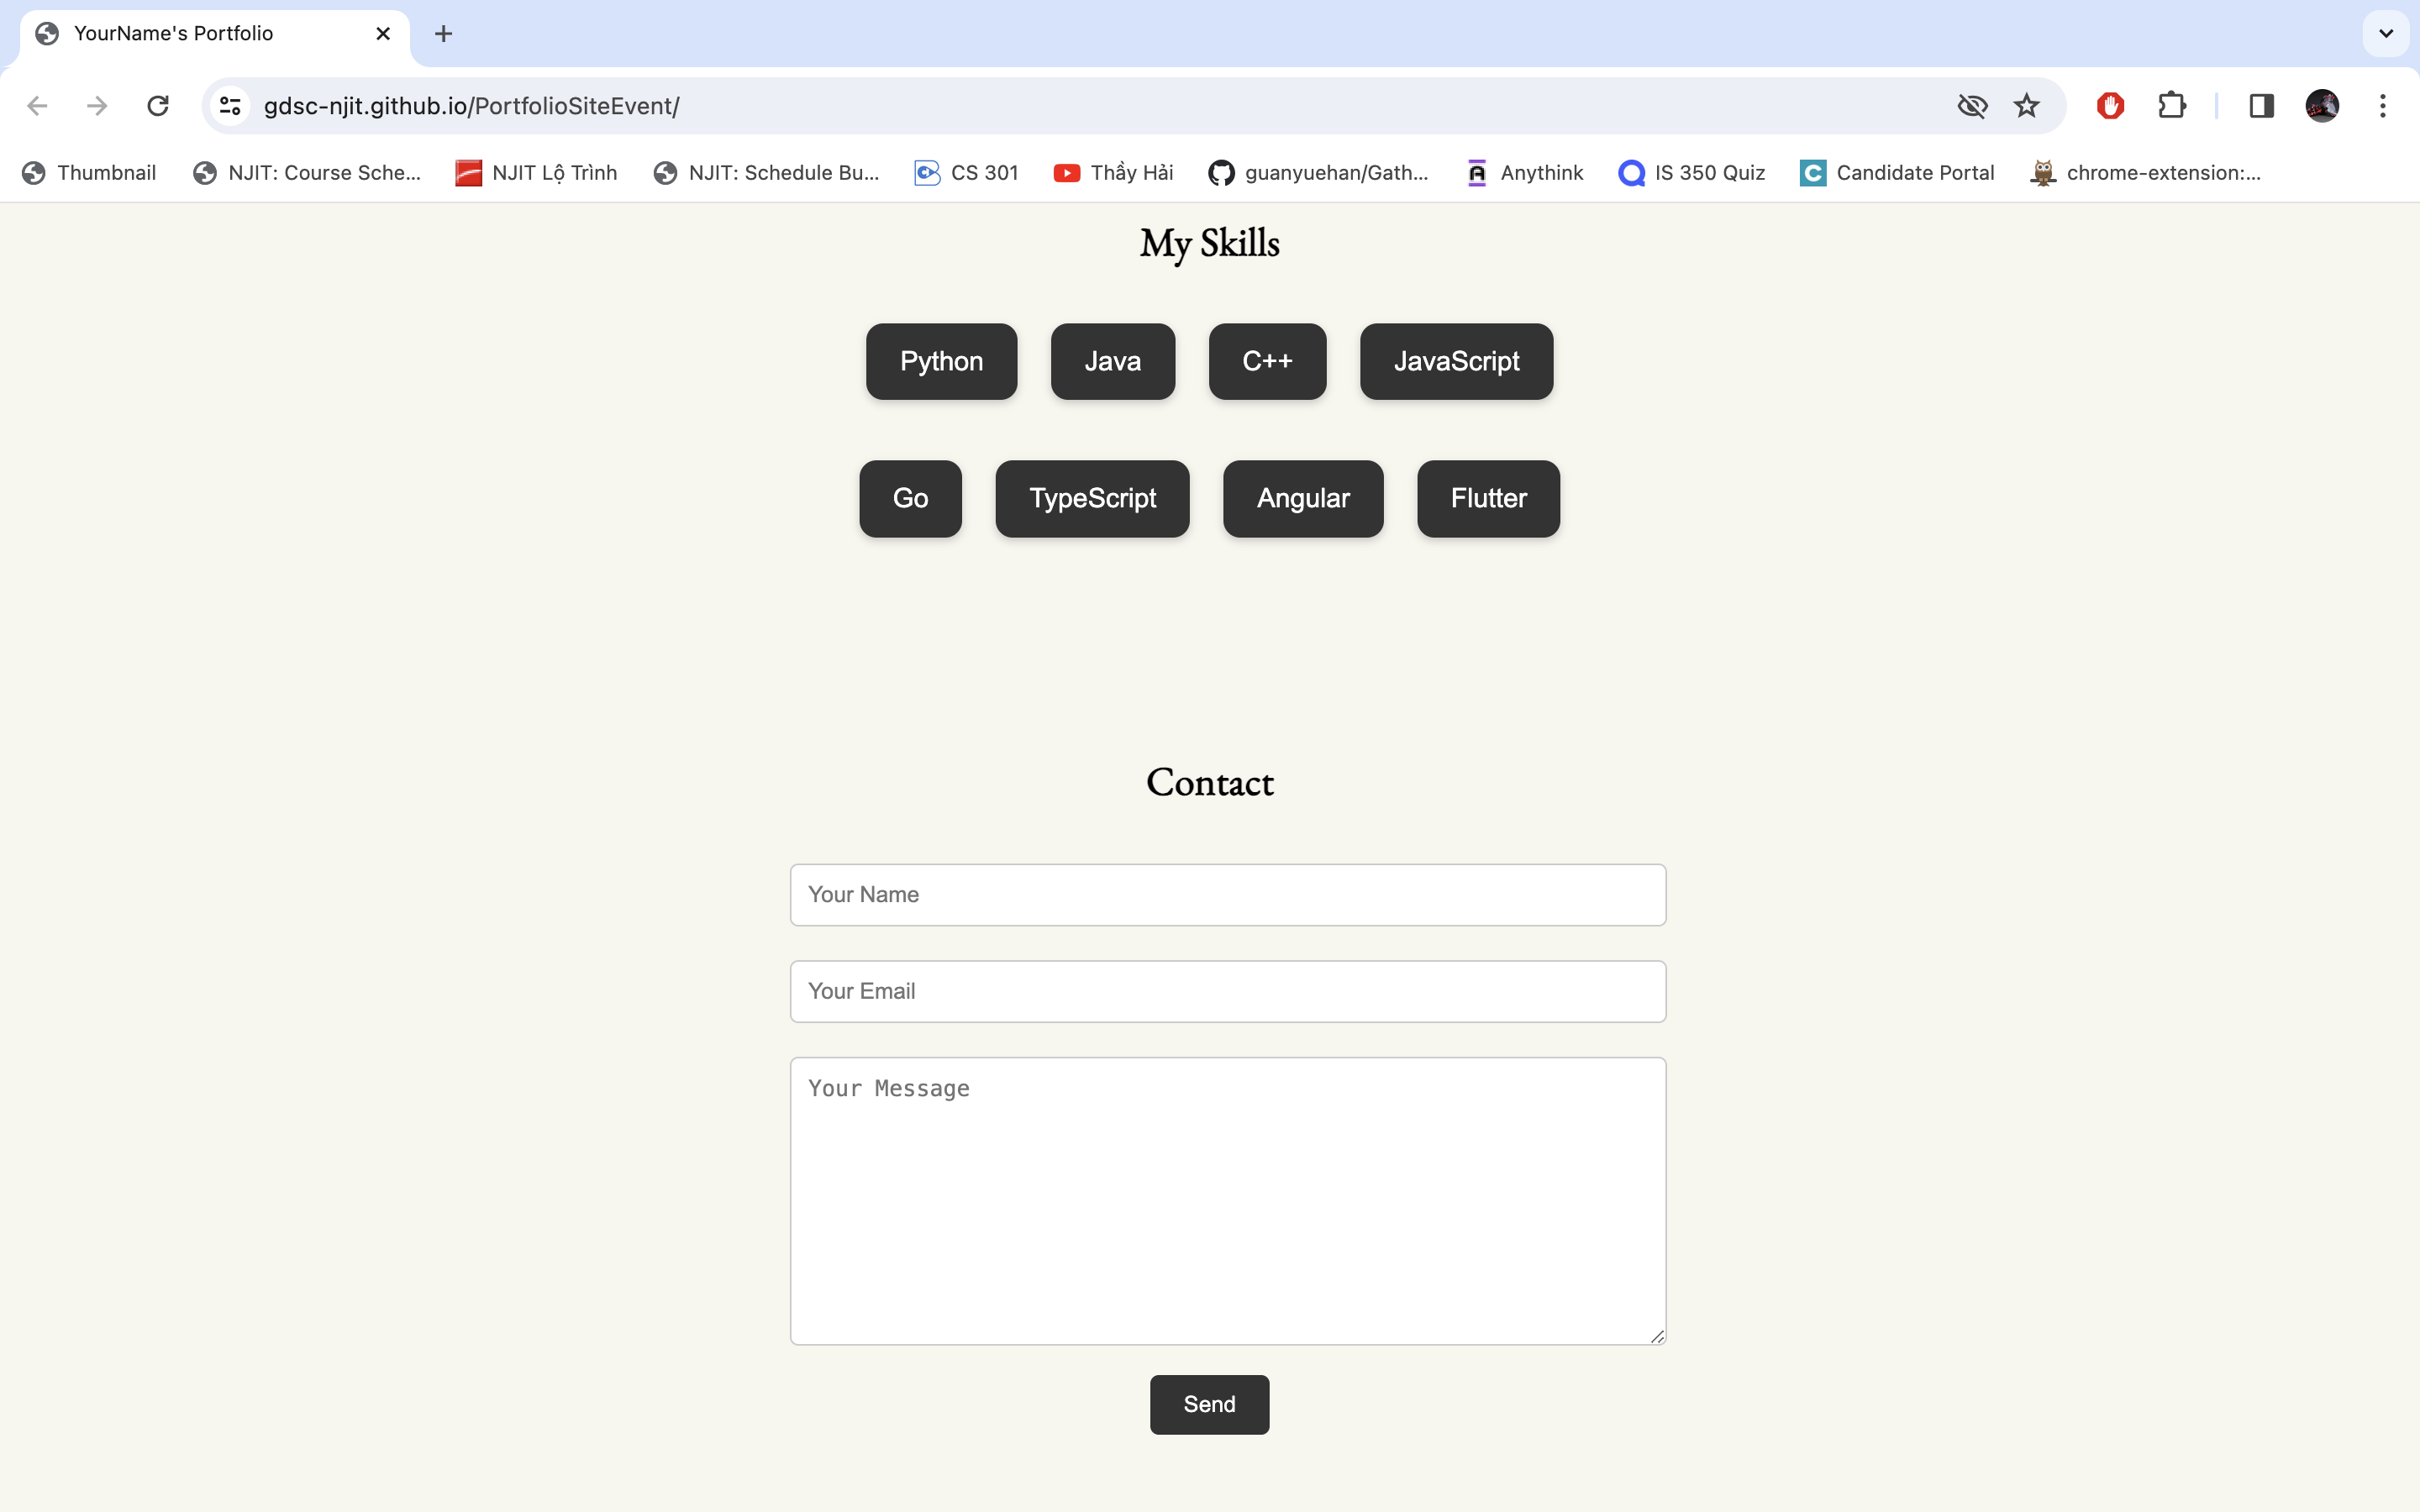 YourName's Portfolio
gdsc-njit.github.io/PortfolioSiteEvent/
Thumbnail NJIT: Course Sche... NJIT Lộ Trình NJIT: Schedule Bu... CS 301 Thầy Hải guanyuehan/Gath... Anythink IS 350 Quiz Candidate Portal chrome-extension:...
My Skills
Python Java C++ JavaScript
Go TypeScript Angular Flutter
Contact
Your Name
Your Email
Your Message
Send